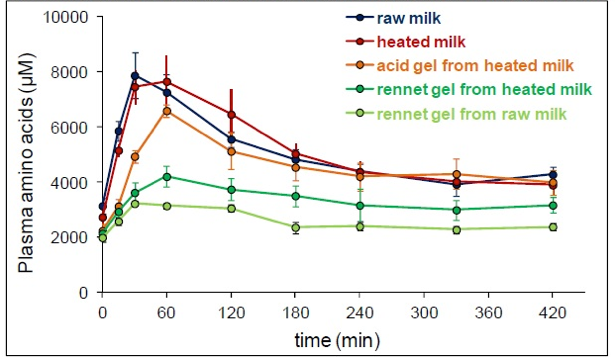 raw milk
heated milk
acid gel from heated milk
rennet gel from heated milk
rennet gel from raw milk
Plasma amino acids (µM)
10000
8000
6000
4000
2000
0
0 60 120 180 240 300 360 420
time (min)